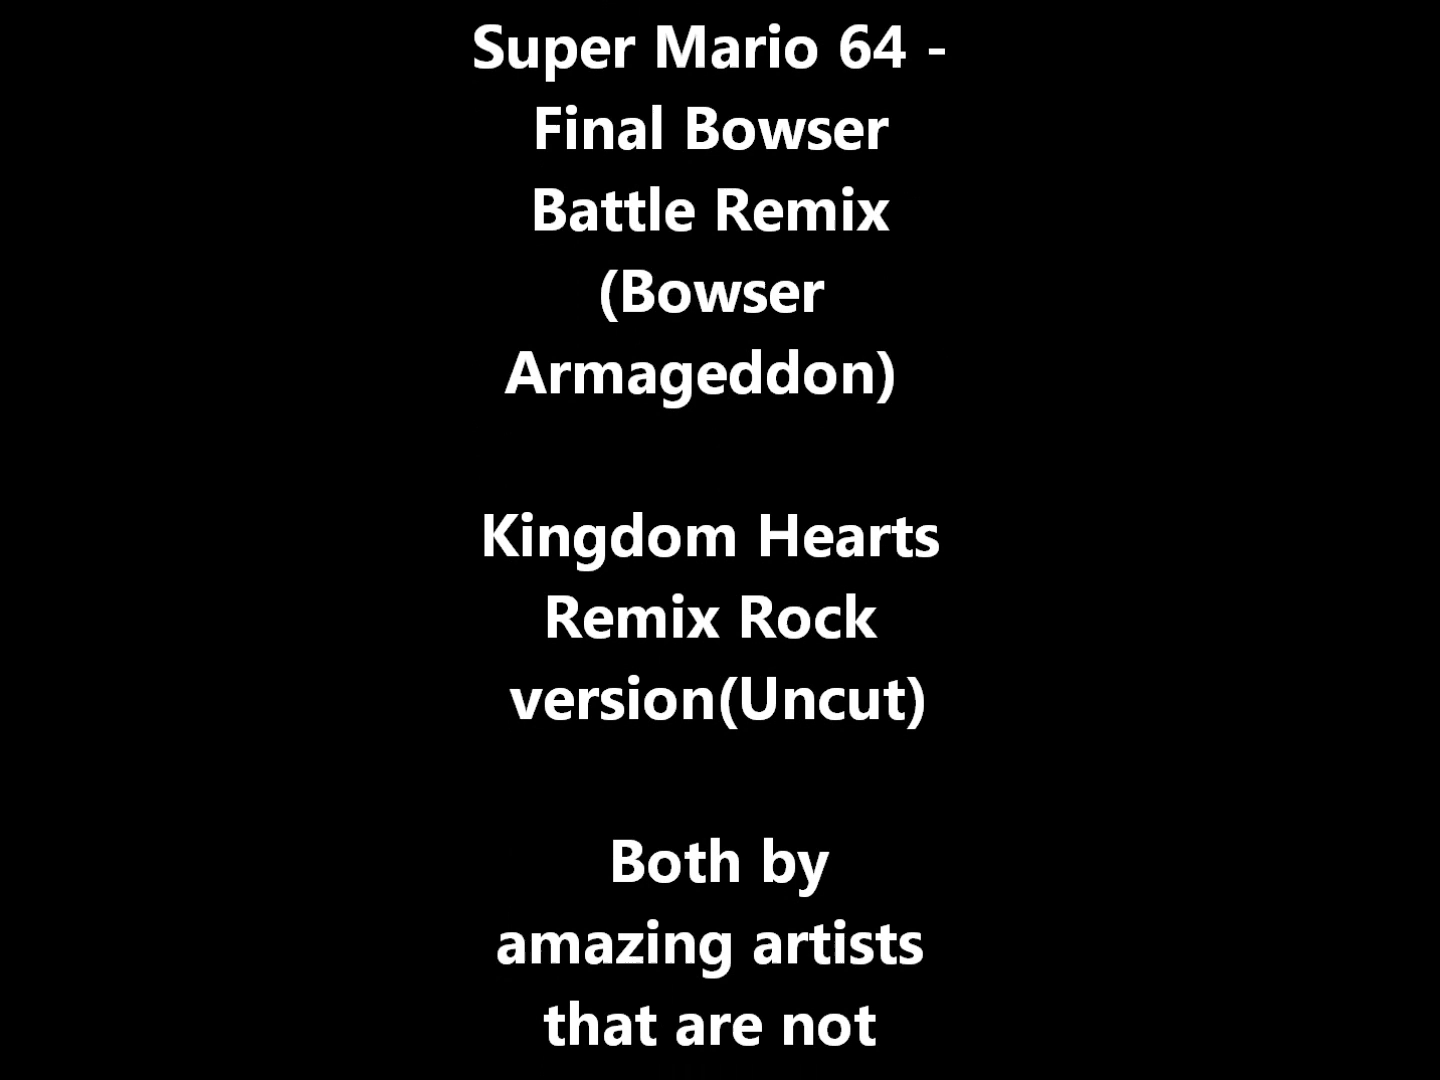 Super Mario 64 -
Final Bowser
Battle Remix
(Bowser
Armageddon)
Kingdom Hearts
Remix Rock
version(Uncut)
Both by
amazing artists
that are not